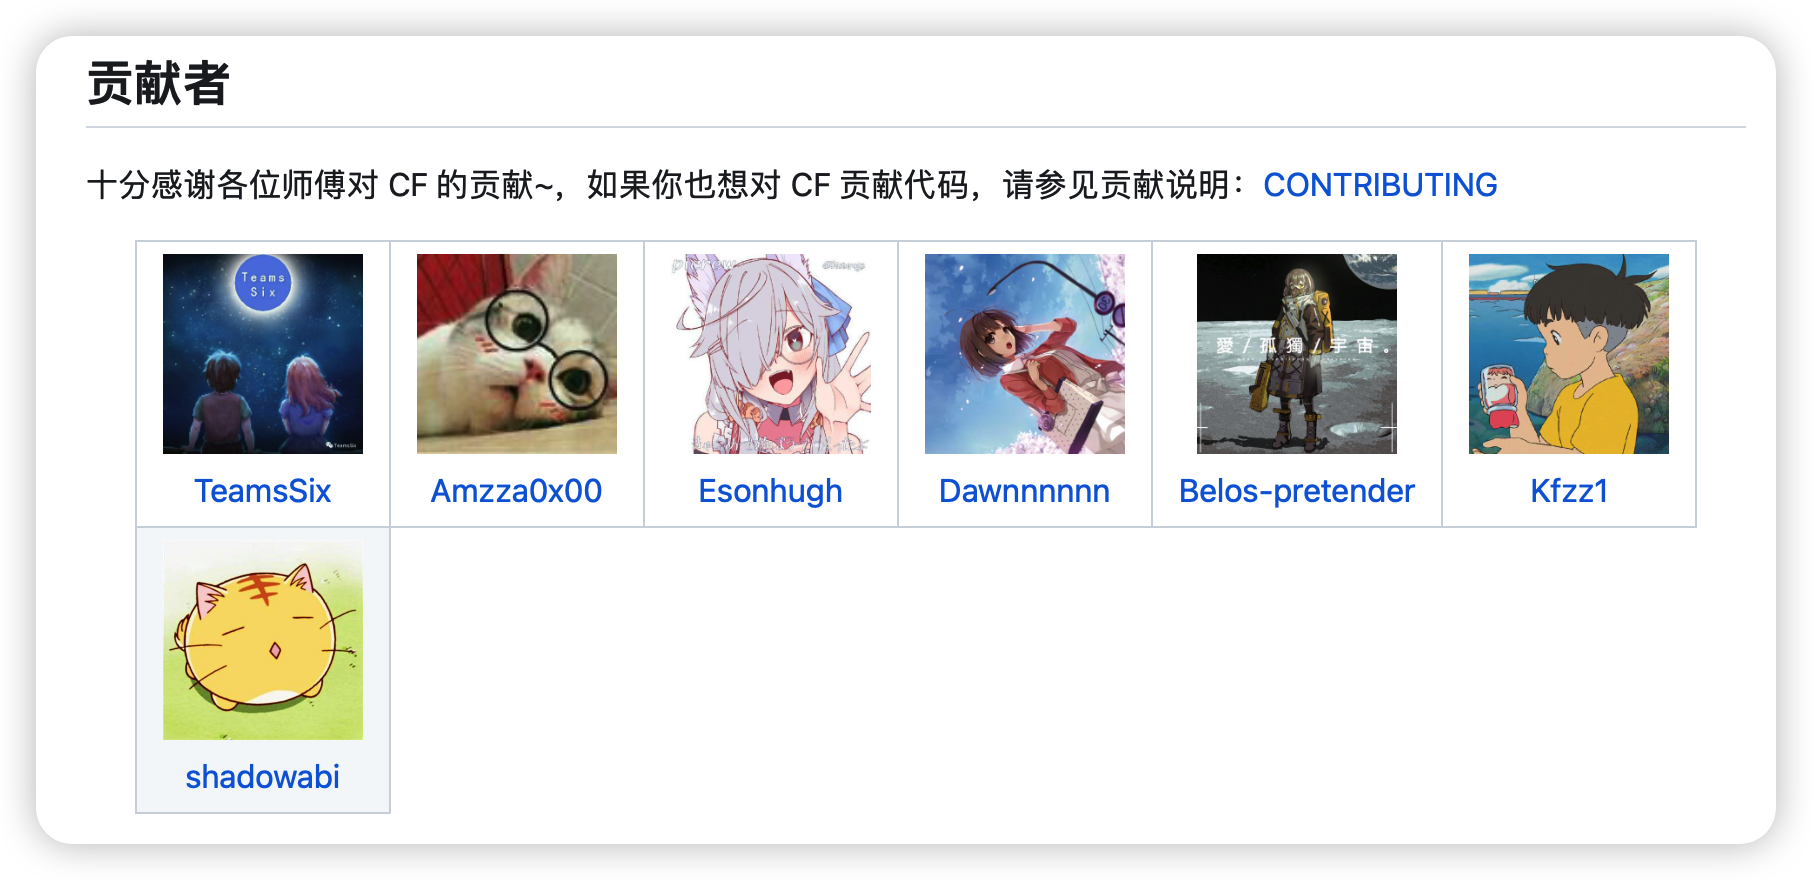 贡献者
十分感谢各位师傅对 CF 的贡献~，如果你也想对 CF 贡献代码，请参见贡献说明：CONTRIBUTING
Teams
Six
TeamsSix
愛/孤獨/宇宙。
TeamsSix
Amzza0x00
Esonhugh
Dawnnnnnn
Belos-pretender
Kfzz1
shadowabi